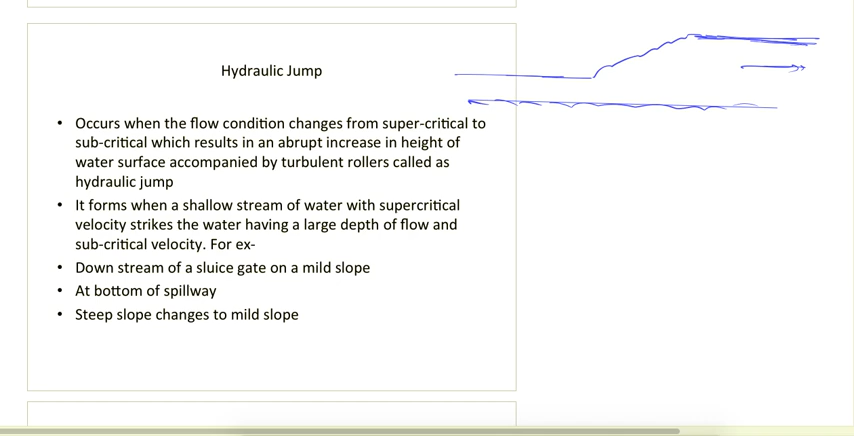 Hydraulic Jump
• Occurs when the flow condition changes from super-critical to
sub-critical which results in an abrupt increase in height of
water surface accompanied by turbulent rollers called as
hydraulic jump
• It forms when a shallow stream of water with supercritical
velocity strikes the water having a large depth of flow and
sub-critical velocity. For ex-
• Down stream of a sluice gate on a mild slope
• At bottom of spillway
• Steep slope changes to mild slope